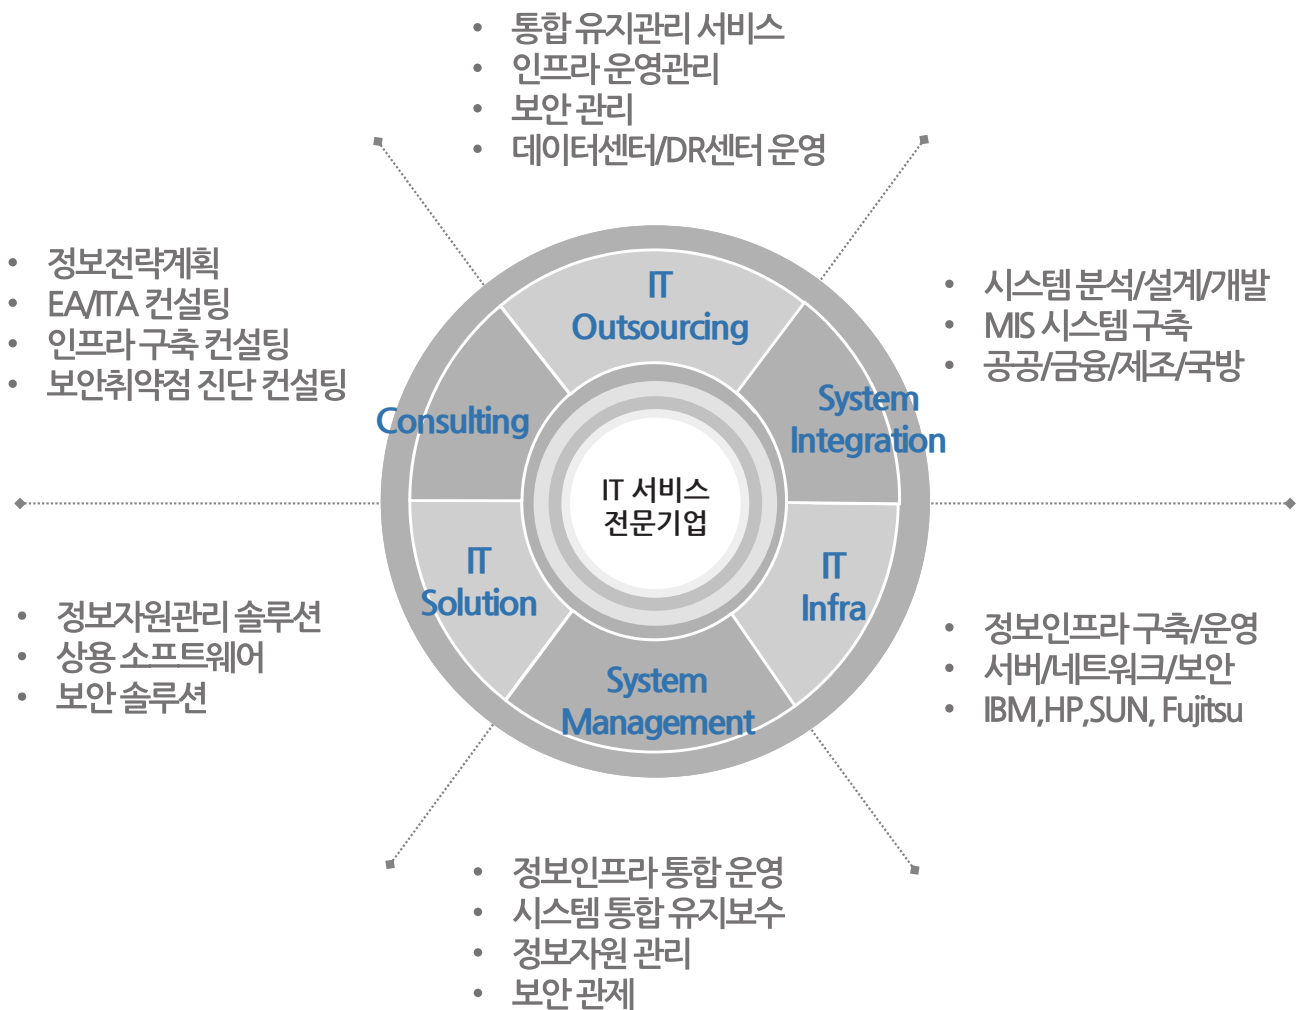 • 통합 유지관리 서비스
• 인프라 운영관리
• 보안 관리
• 데이터센터/DR센터 운영
• 정보전략계획
• EA/ITA 컨설팅
• 인프라 구축 컨설팅
• 보안취약점 진단 컨설팅
IT
Outsourcing
• 시스템 분석/설계/개발
• MIS 시스템 구축
• 공공/금융/제조/국방
Consulting
System
Integration
IT 서비스
전문기업
IT
Solution
IT
Infra
• 정보자원관리 솔루션
• 상용 소프트웨어
• 보안 솔루션
System
Management
• 정보인프라 구축/운영
• 서버/네트워크/보안
• IBM,HP,SUN, Fujitsu
• 정보인프라 통합 운영
• 시스템 통합 유지보수
• 정보자원 관리
• 보안 관제